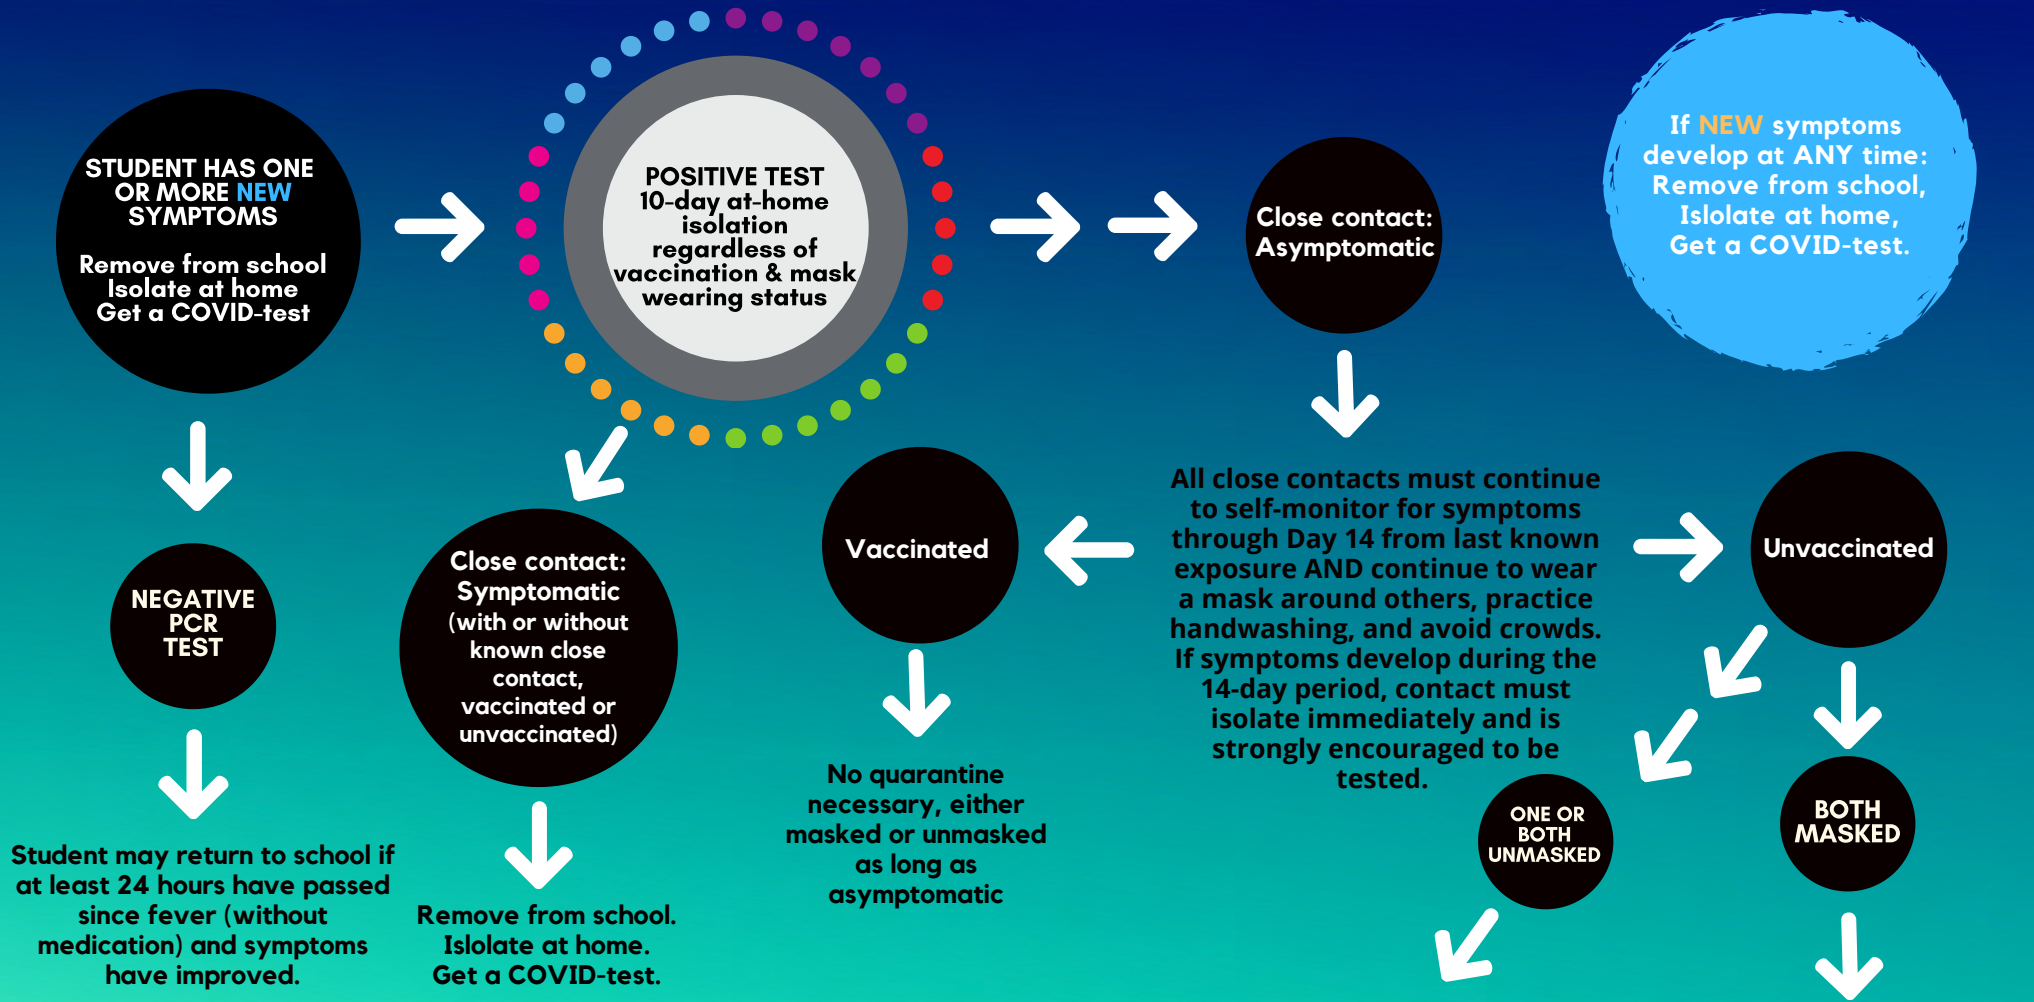 STUDENT HAS ONE
OR MORE NEW
SYMPTOMS
Remove from school
Isolate at home
Get a COVID-test
POSITIVE TEST
10-day at-home
isolation
regardless of
vaccination & mask
wearing status
Close contact:
Asymptomatic
If NEW symptoms
develop at ANY time:
Remove from school,
Islolate at home,
Get a COVID-test.
NEGATIVE
PCR
TEST
Student may return to school if
at least 24 hours have passed
since fever (without
medication) and symptoms
have improved.
Close contact:
Symptomatic
(with or without
known close
contact,
vaccinated or
unvaccinated)
Remove from school.
Islolate at home.
Get a COVID-test.
Vaccinated
No quarantine
necessary, either
masked or unmasked
as long as
asymptomatic
All close contacts must continue
to self-monitor for symptoms
through Day 14 from last known
exposure AND continue to wear
a mask around others, practice
handwashing, and avoid crowds.
If symptoms develop during the
14-day period, contact must
isolate immediately and is
strongly encouraged to be
tested.
Unvaccinated
ONE OR
BOTH
UNMASKED
BOTH
MASKED